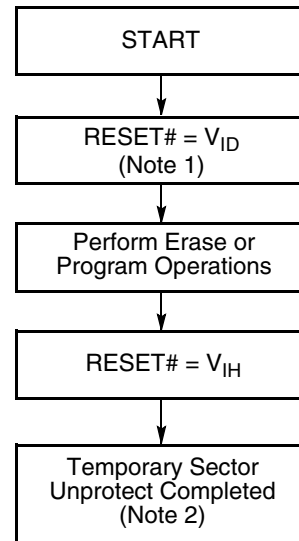 START
RESET# = VID
(Note 1)
Perform Erase or
Program Operations
RESET# = VIH
Temporary Sector
Unprotect Completed
(Note 2)